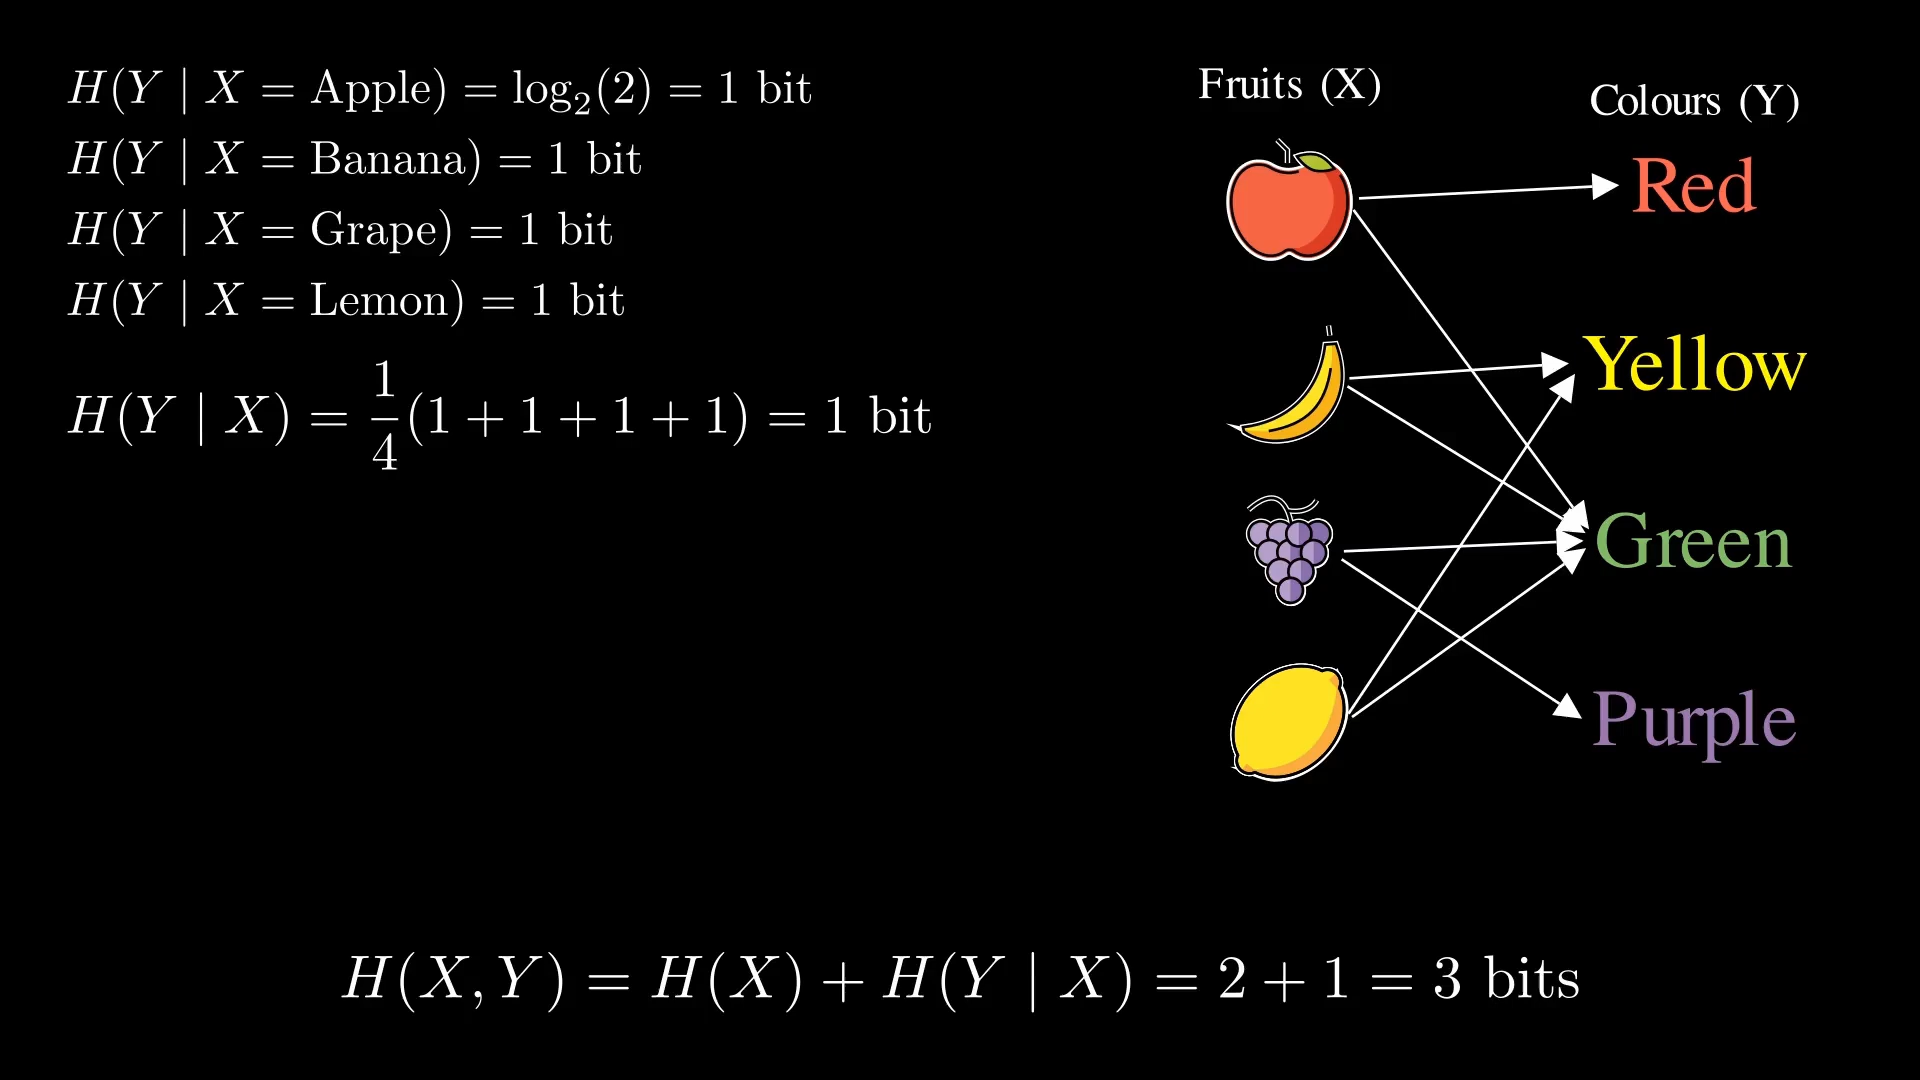 H(Y | X = Apple) = log₂(2) = 1 bit
H(Y | X = Banana) = 1 bit
H(Y | X = Grape) = 1 bit
H(Y | X = Lemon) = 1 bit
H(Y | X) = 1/4(1 + 1 + 1 + 1) = 1 bit
Fruits (X)
Colours (Y)
Red
Yellow
Green
Purple
H(X, Y) = H(X) + H(Y | X) = 2 + 1 = 3 bits